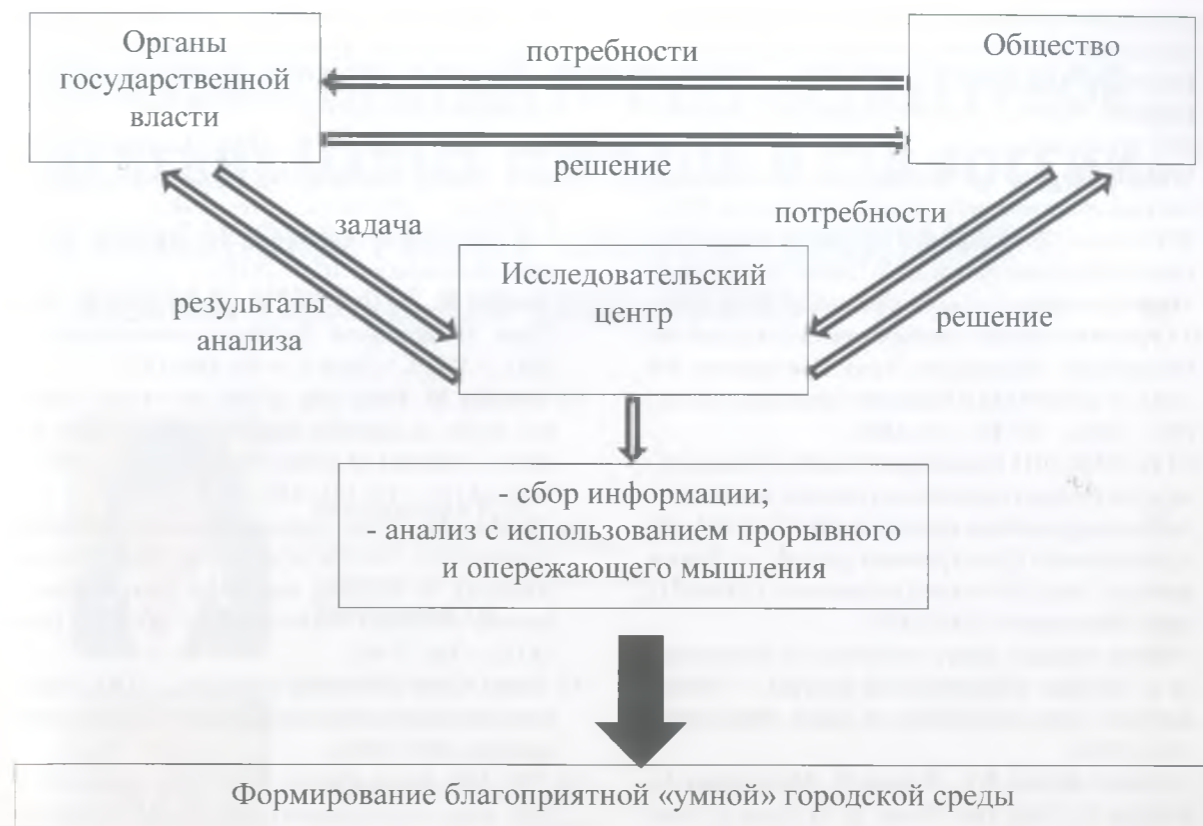 Органы
государственной
власти
потребности
Общество
решение
задача
потребности
Исследовательский
центр
результаты
анализа
решение
- сбор информации;
- анализ с использованием прорывного
и опережающего мышления
Формирование благоприятной «умной» городской среды